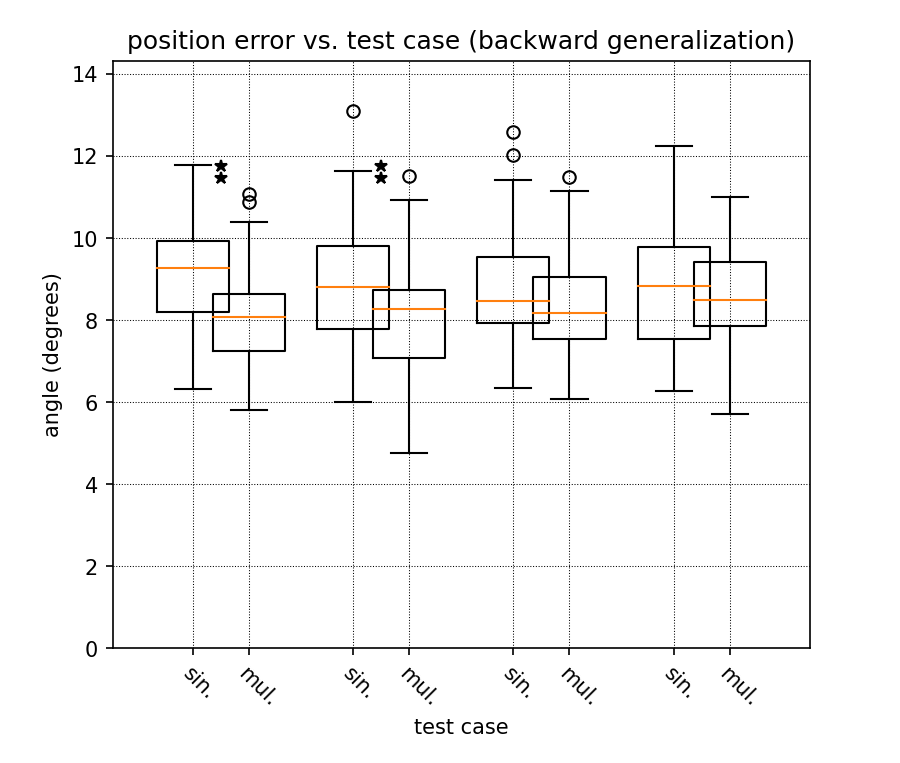 position error vs. test case (backward generalization)
14
12
10
8
6
4
2
0
angle (degrees)
sin. mul. sin. mul. sin. mul. sin. mul.
test case